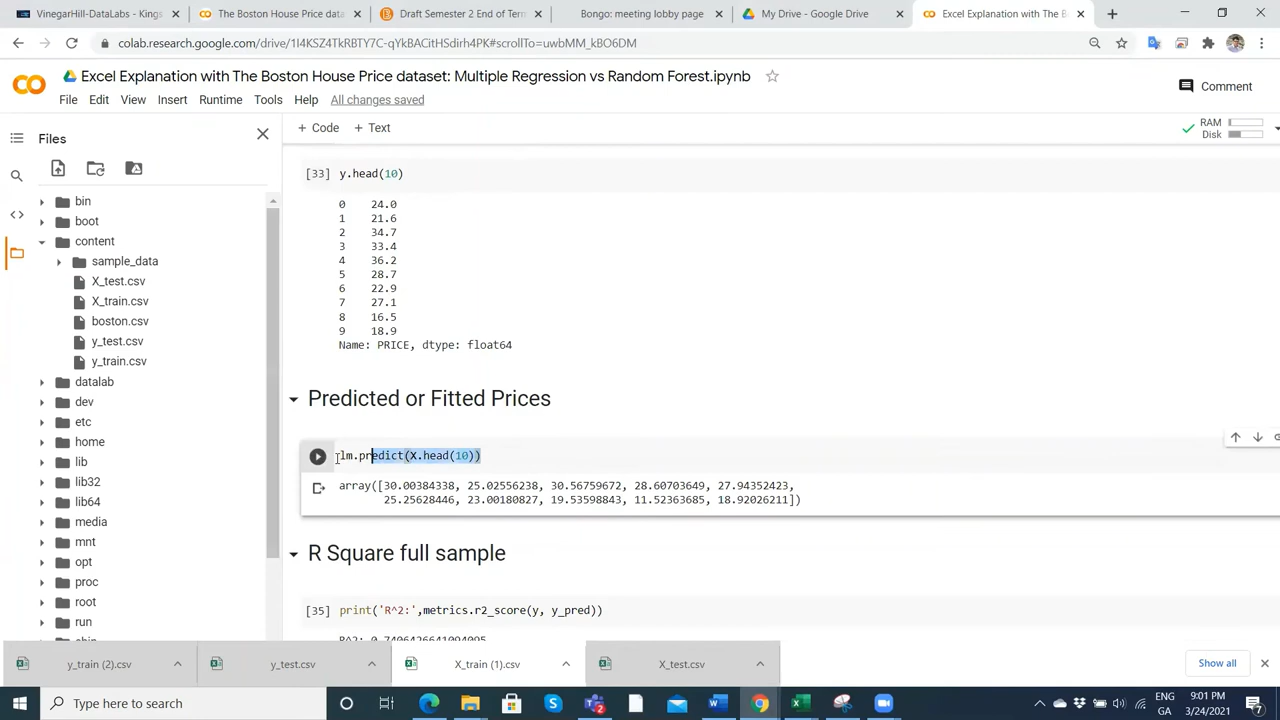 VinegarHill-DataLabs - Kings
The Boston House Price dataset
Draft Semester 2 End of Term
Bongo: meeting lobby page
My Drive - Google Drive
Excel Explanation with The B
colab.research.google.com/drive/1I4KSZ4TkRBTY7C-qYkBACitHSdirh4PK#scrollTo=uwbMM_kBO6DM
Excel Explanation with The Boston House Price dataset: Multiple Regression vs Random Forest.ipynb
Comment
File Edit View Insert Runtime Tools Help All changes saved
Files
+ Code + Text
RAM
Disk
bin
boot
content
sample_data
X_test.csv
X_train.csv
boston.csv
y_test.csv
y_train.csv
datalab
dev
etc
home
lib
lib32
lib64
media
mnt
opt
proc
root
run
[33] y.head(10)
0 24.0
1 21.6
2 34.7
3 33.4
4 36.2
5 28.7
6 22.9
7 27.1
8 16.5
9 18.9
Name: PRICE, dtype: float64
Predicted or Fitted Prices
lm.predict(X.head(10))
array([30.00384338, 25.02556238, 30.56759672, 28.60703649, 27.94352423,
25.25628446, 23.00180827, 19.53598843, 11.52363685, 18.92026211])
R Square full sample
[35] print('R^2:',metrics.r2_score(y, y_pred))
R^2: 0.7406426641094095
y_train (2).csv
y_test.csv
X_train (1).csv
X_test.csv
Show all
Type here to search
ENG
GA
9:01 PM
3/24/2021